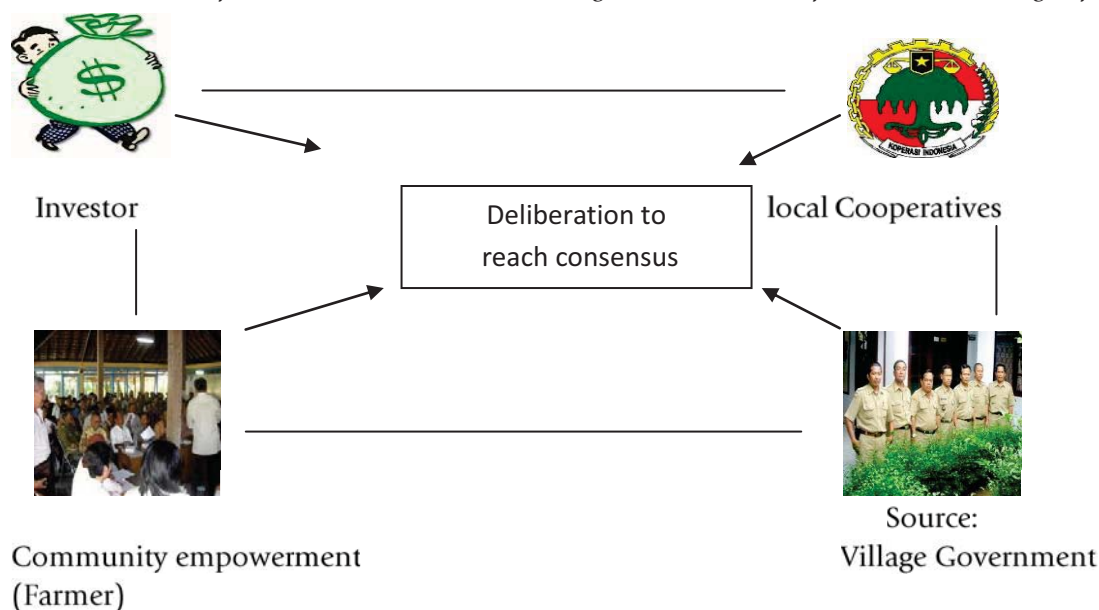 $
KOPERASI INDONESIA
Investor
local Cooperatives
Deliberation to
reach consensus
Source:
Village Government
Community empowerment
(Farmer)